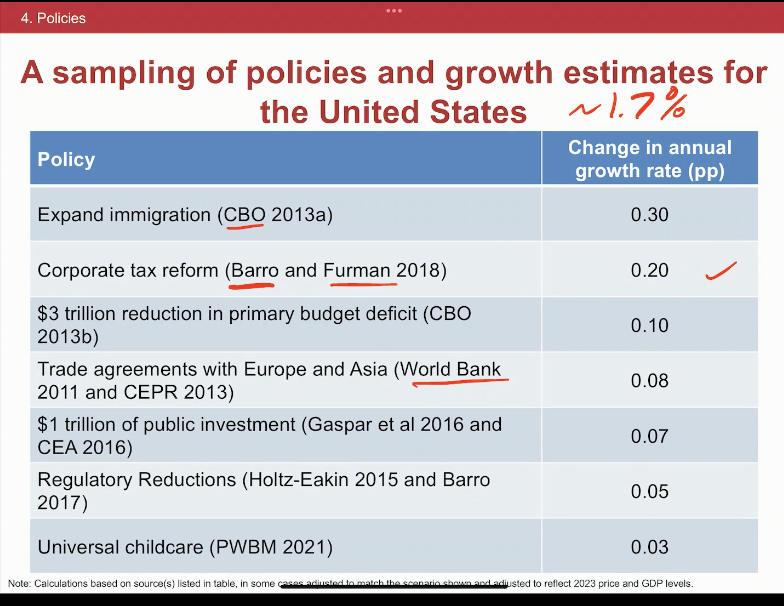 4. Policies
A sampling of policies and growth estimates for
the United States ~1.7%
Policy
Change in annual
growth rate (pp)
Expand immigration (CBO 2013a)
0.30
Corporate tax reform (Barro and Furman 2018)
0.20
$3 trillion reduction in primary budget deficit (CBO
2013b)
0.10
Trade agreements with Europe and Asia (World Bank
2011 and CEPR 2013)
0.08
$1 trillion of public investment (Gaspar et al 2016 and
CEA 2016)
0.07
Regulatory Reductions (Holtz-Eakin 2015 and Barro
2017)
0.05
Universal childcare (PWBM 2021)
0.03
Note: Calculations based on source(s) listed in table, in some cases adjusted to match the scenario shown and adjusted to reflect 2023 price and GDP levels.